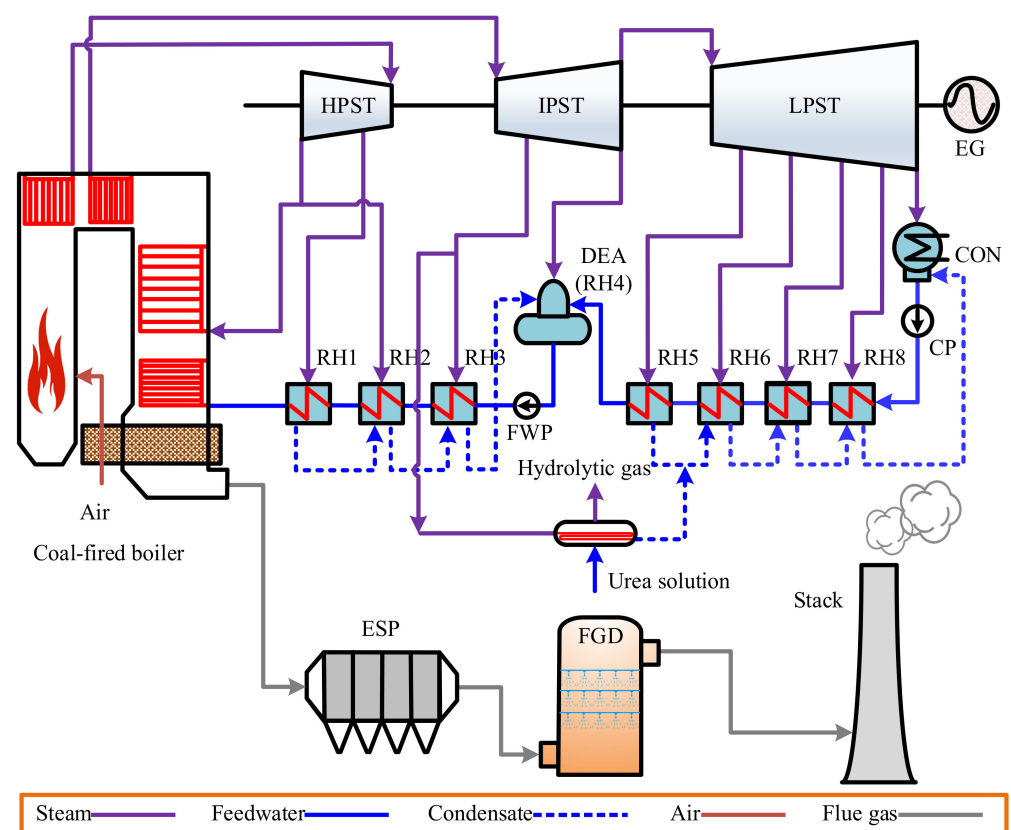 HPST
IPST
LPST
EG
DEA
(RH4)
CON
CP
RH1
RH2
RH3
RH5
RH6
RH7
RH8
FWP
Hydrolytic gas
Air
Coal-fired boiler
Urea solution
Stack
ESP
FGD
Steam
Feedwater
Condensate
Air
Flue gas